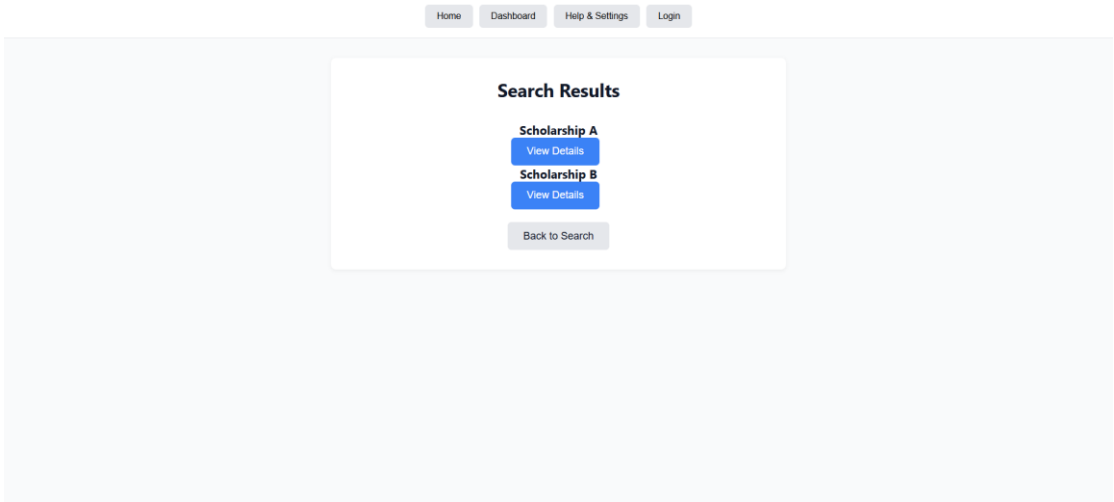 Home Dashboard Help & Settings Login
Search Results
Scholarship A
View Details
Scholarship B
View Details
Back to Search